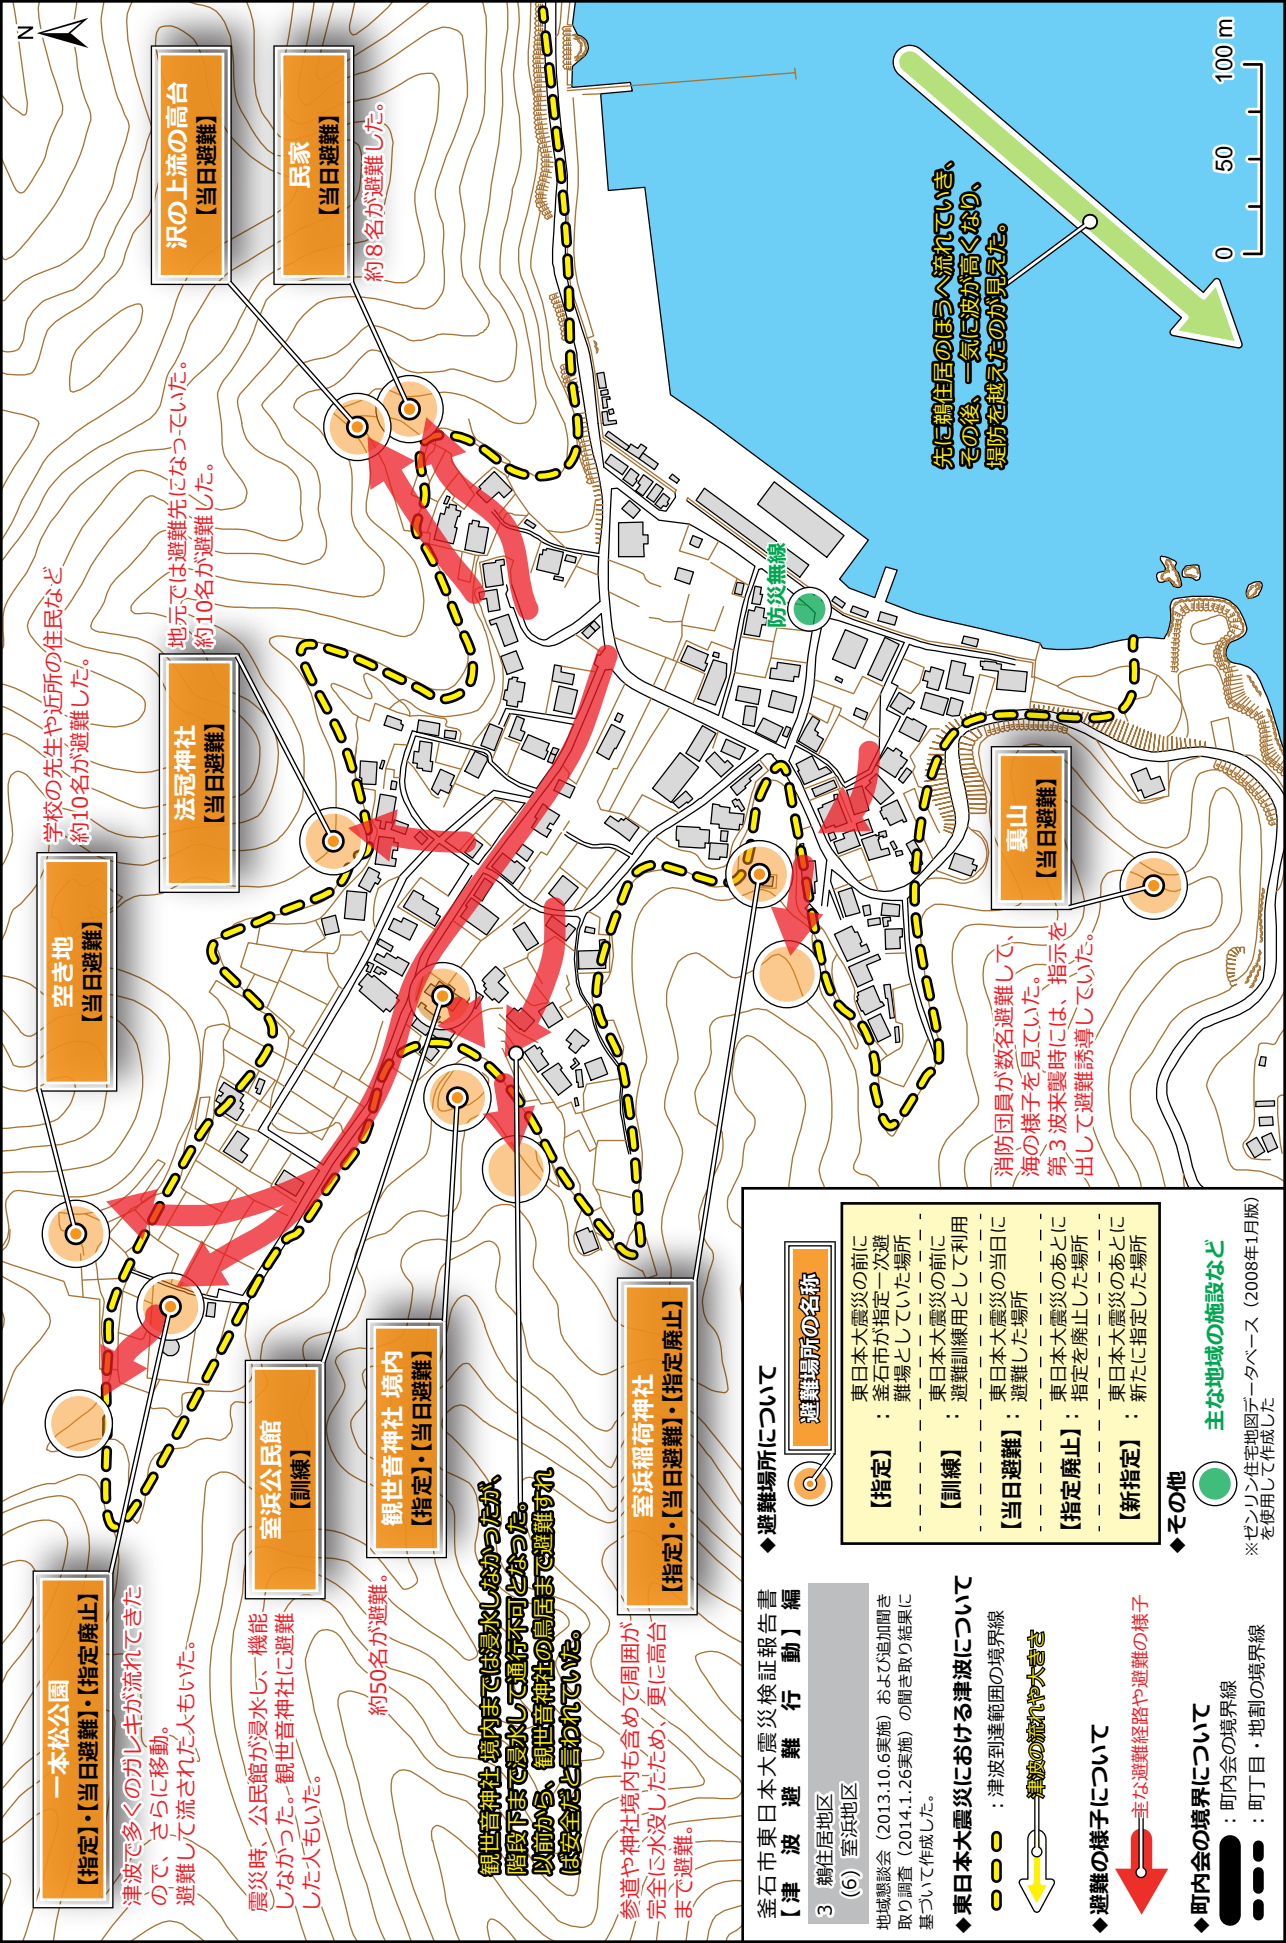 N
沢の上流の高台
【当日避難】
民家
【当日避難】
約８名が避難した。
地元では避難先になっていた。
約10名が避難した。
法冠神社
【当日避難】
学校の先生や近所の住民など
約10名が避難した。
空き地
【当日避難】
一本松公園
【指定】・【当日避難】・【指定廃止】
津波で多くのガレキが流れてきた
ので、さらに移動。
避難して流された人もいた。
室浜公民館
【訓練】
震災時、公民館が浸水し、機能
しなかった。観世音神社に避難
した人もいた。
観世音神社 境内
【指定】・【当日避難】
約50名が避難。
観世音神社 境内までは浸水しなかったが、
階段下まで浸水して通行不可となった。
以前から、観世音神社の鳥居まで避難すれ
ば安全だと言われていた。
室浜稲荷神社
【指定】・【当日避難】・【指定廃止】
参道や神社境内も含めて周囲が
完全に水没したため、更に高台
まで避難。
裏山
【当日避難】
消防団員が数名避難して、
海の様子を見ていた。
第３波来襲時には、指示を
出して避難誘導していた。
防災無線
先に鵜住居のほうへ流れていき、
その後、一気に波が高くなり、
堤防を越えたのが見えた。
0 50 100 m
釜石市東日本大震災検証報告書
【津波避難行動】編
3 鵜住居地区
(6) 室浜地区
地域懇談会（2013.10.6実施）および追加聞き
取り調査（2014.1.26実施）の聞き取り結果に
基づいて作成した。
◆東日本大震災における津波について
：津波到達範囲の境界線
津波の流れや大きさ
◆避難の様子について
主な避難経路や避難の様子
◆町内会の境界について
：町内会の境界線
：町丁目・地割の境界線
◆避難場所について
避難場所の名称
【指定】：東日本大震災の前に
釜石市が指定一次避
難場としていた場所
【訓練】：東日本大震災の前に
避難訓練用として利用
【当日避難】：東日本大震災の当日に
避難した場所
【指定廃止】：東日本大震災のあとに
指定を廃止した場所
【新指定】：東日本大震災のあとに
新たに指定した場所
◆その他
主な地域の施設など
※ゼンリン住宅地図データベース（2008年1月版）
を使用して作成した